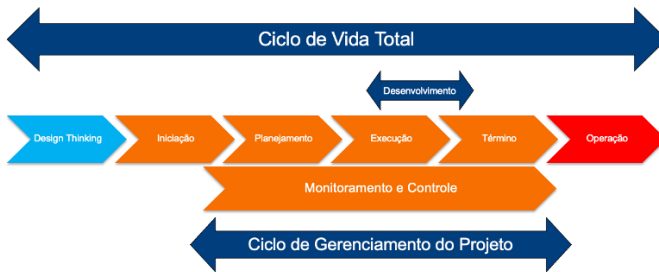 Ciclo de Vida Total
Desenvolvimento
Design Thinking
Iniciação
Planejamento
Execução
Término
Operação
Monitoramento e Controle
Ciclo de Gerenciamento do Projeto